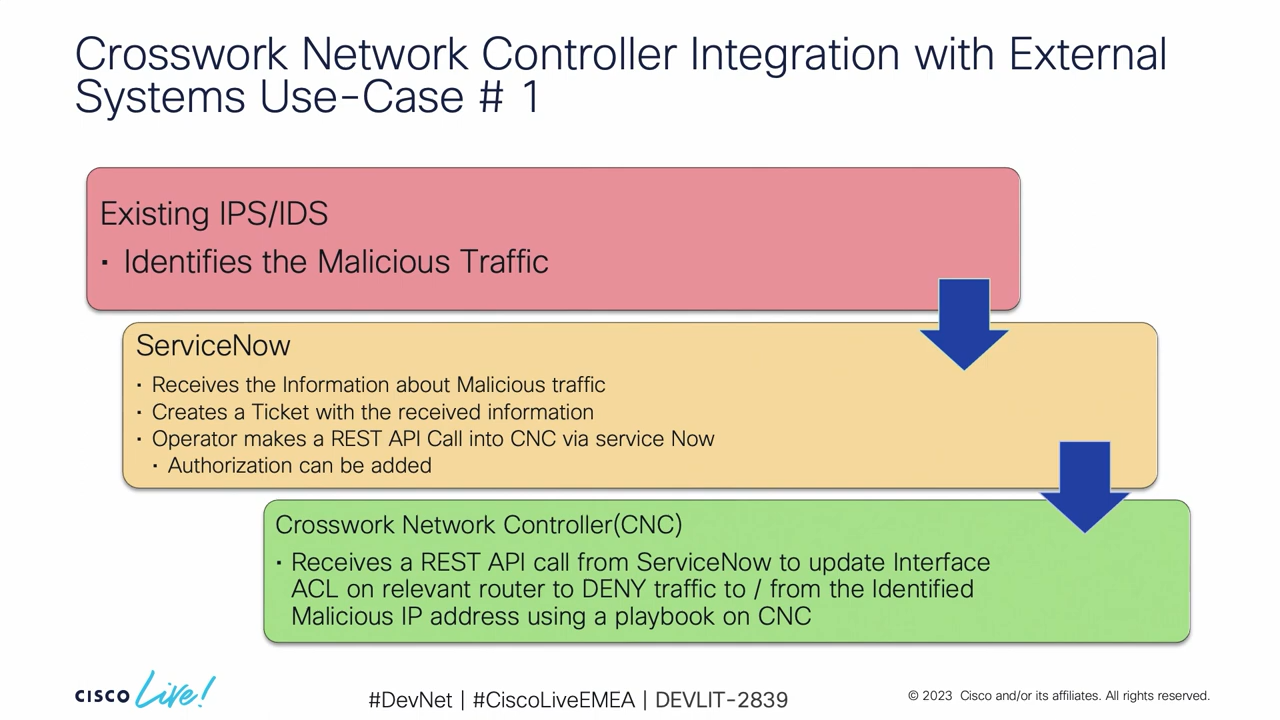 Crosswork Network Controller Integration with External
Systems Use-Case # 1
Existing IPS/IDS
▪ Identifies the Malicious Traffic
ServiceNow
▪ Receives the Information about Malicious traffic
▪ Creates a Ticket with the received information
▪ Operator makes a REST API Call into CNC via service Now
▪ Authorization can be added
Crosswork Network Controller(CNC)
▪ Receives a REST API call from ServiceNow to update Interface
ACL on relevant router to DENY traffic to / from the Identified
Malicious IP address using a playbook on CNC
CISCO Live!
#DevNet | #CiscoLiveEMEA | DEVLIT-2839
© 2023 Cisco and/or its affiliates. All rights reserved.